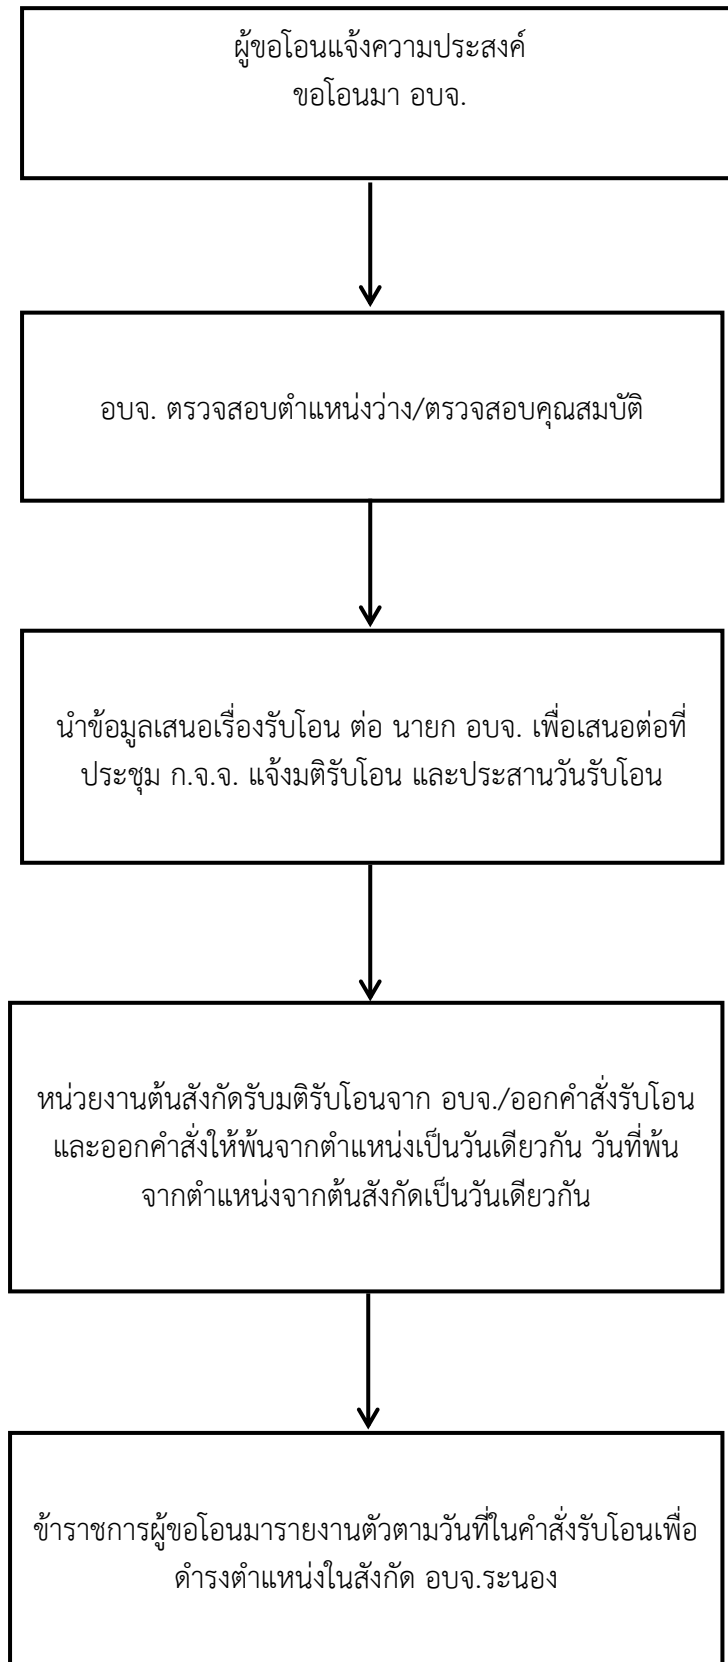 ผู้ขอโอนแจ้งความประสงค์
ขอโอนมา อบจ.
อบจ. ตรวจสอบตำแหน่งว่าง/ตรวจสอบคุณสมบัติ
นำข้อมูลเสนอเรื่องรับโอน ต่อ นายก อบจ. เพื่อเสนอต่อที่
ประชุม ก.จ.จ. แจ้งมติรับโอน และประสานวันรับโอน
หน่วยงานต้นสังกัดรับมติรับโอนจาก อบจ./ออกคำสั่งรับโอน
และออกคำสั่งให้พ้นจากตำแหน่งเป็นวันเดียวกัน วันที่พ้น
จากตำแหน่งจากต้นสังกัดเป็นวันเดียวกัน
ข้าราชการผู้ขอโอนมารายงานตัวตามวันที่ในคำสั่งรับโอนเพื่อ
ดำรงตำแหน่งในสังกัด อบจ.ระนอง